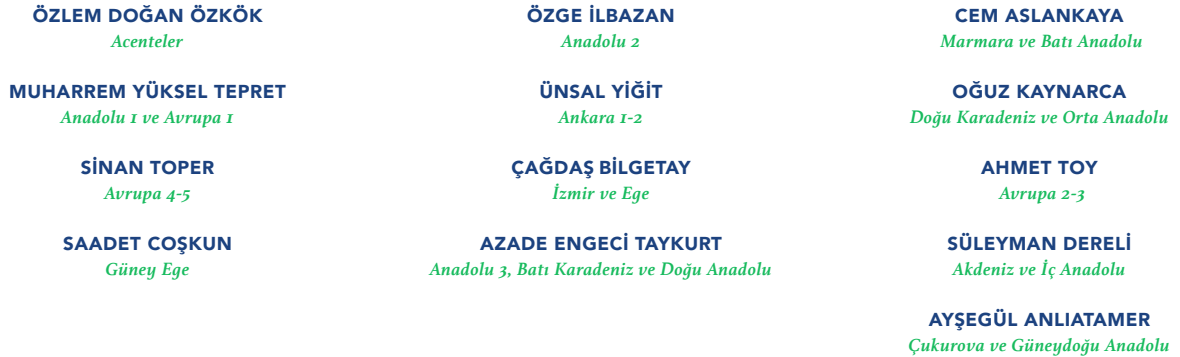 ÖZLEM DOĞAN ÖZKÖK
Acenteler
ÖZGE İLBAZAN
Anadolu 2
CEM ASLANKAYA
Marmara ve Batı Anadolu
MUHARREM YÜKSEL TEPRET
Anadolu 1 ve Avrupa 1
ÜNSAL YİĞİT
Ankara 1-2
OĞUZ KAYNARCA
Doğu Karadeniz ve Orta Anadolu
SİNAN TOPER
Avrupa 4-5
ÇAĞDAŞ BİLGETAY
İzmir ve Ege
AHMET TOY
Avrupa 2-3
SAADET COŞKUN
Güney Ege
AZADE ENGECİ TAYKURT
Anadolu 3, Batı Karadeniz ve Doğu Anadolu
SÜLEYMAN DERELİ
Akdeniz ve İç Anadolu
AYŞEGÜL ANLIATAMER
Çukurova ve Güneydoğu Anadolu